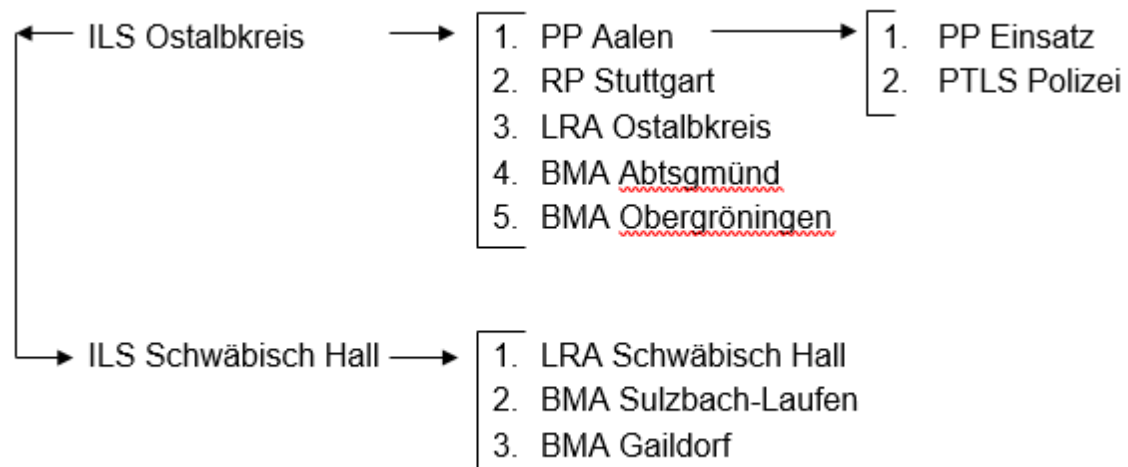 ILS Ostalbkreis
1. PP Aalen
2. RP Stuttgart
3. LRA Ostalbkreis
4. BMA Abtsgmünd
5. BMA Obergröningen
1. PP Einsatz
2. PTLS Polizei
ILS Schwäbisch Hall
1. LRA Schwäbisch Hall
2. BMA Sulzbach-Laufen
3. BMA Gaildorf